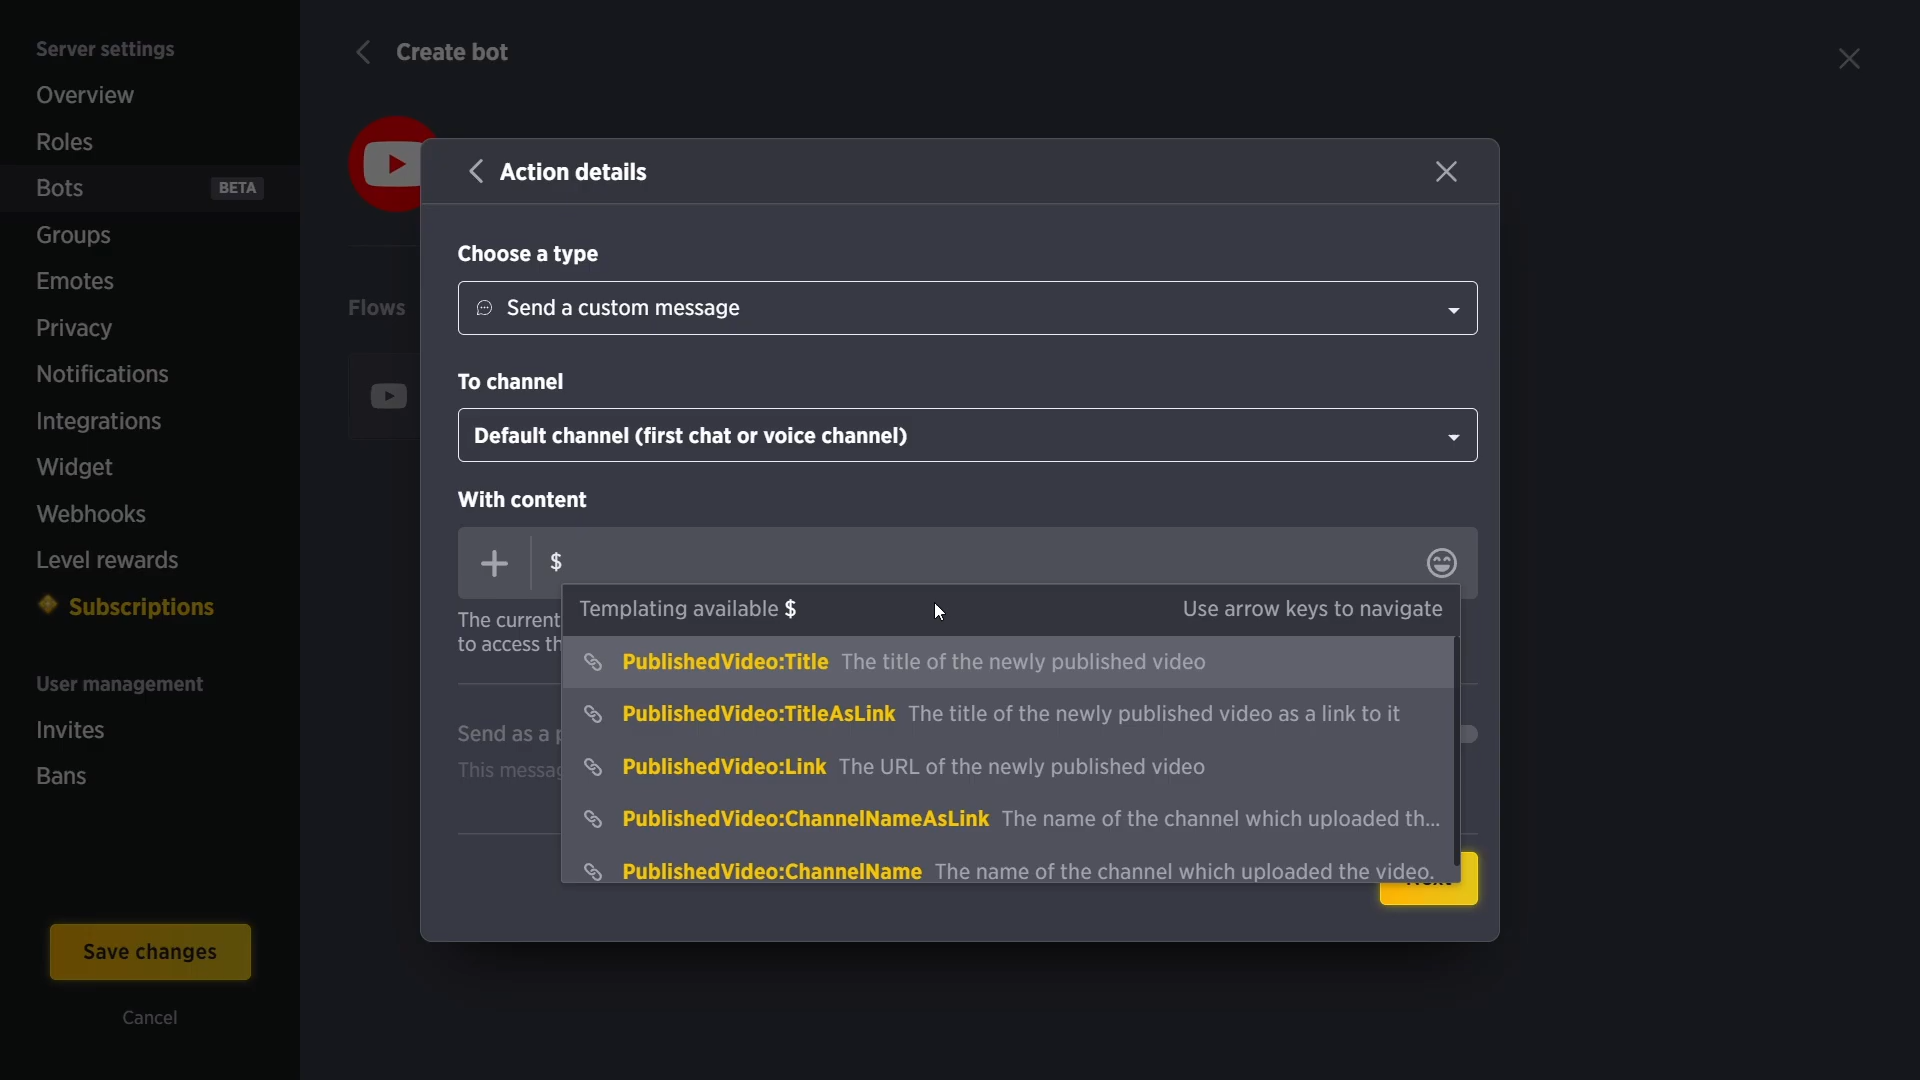 Server settings
Overview
Roles
Bots BETA
Groups
Emotes
Privacy
Notifications
Integrations
Widget
Webhooks
Level rewards
Subscriptions
User management
Invites
Bans
Save changes
Cancel
Create bot
Flows
Action details
Choose a type
Send a custom message
To channel
Default channel (first chat or voice channel)
With content
$
The current
to access th
Templating available $ Use arrow keys to navigate
PublishedVideo:Title The title of the newly published video
PublishedVideo:TitleAsLink The title of the newly published video as a link to it
PublishedVideo:Link The URL of the newly published video
PublishedVideo:ChannelNameAsLink The name of the channel which uploaded th...
PublishedVideo:ChannelName The name of the channel which uploaded the video.
Send as a p
This messag